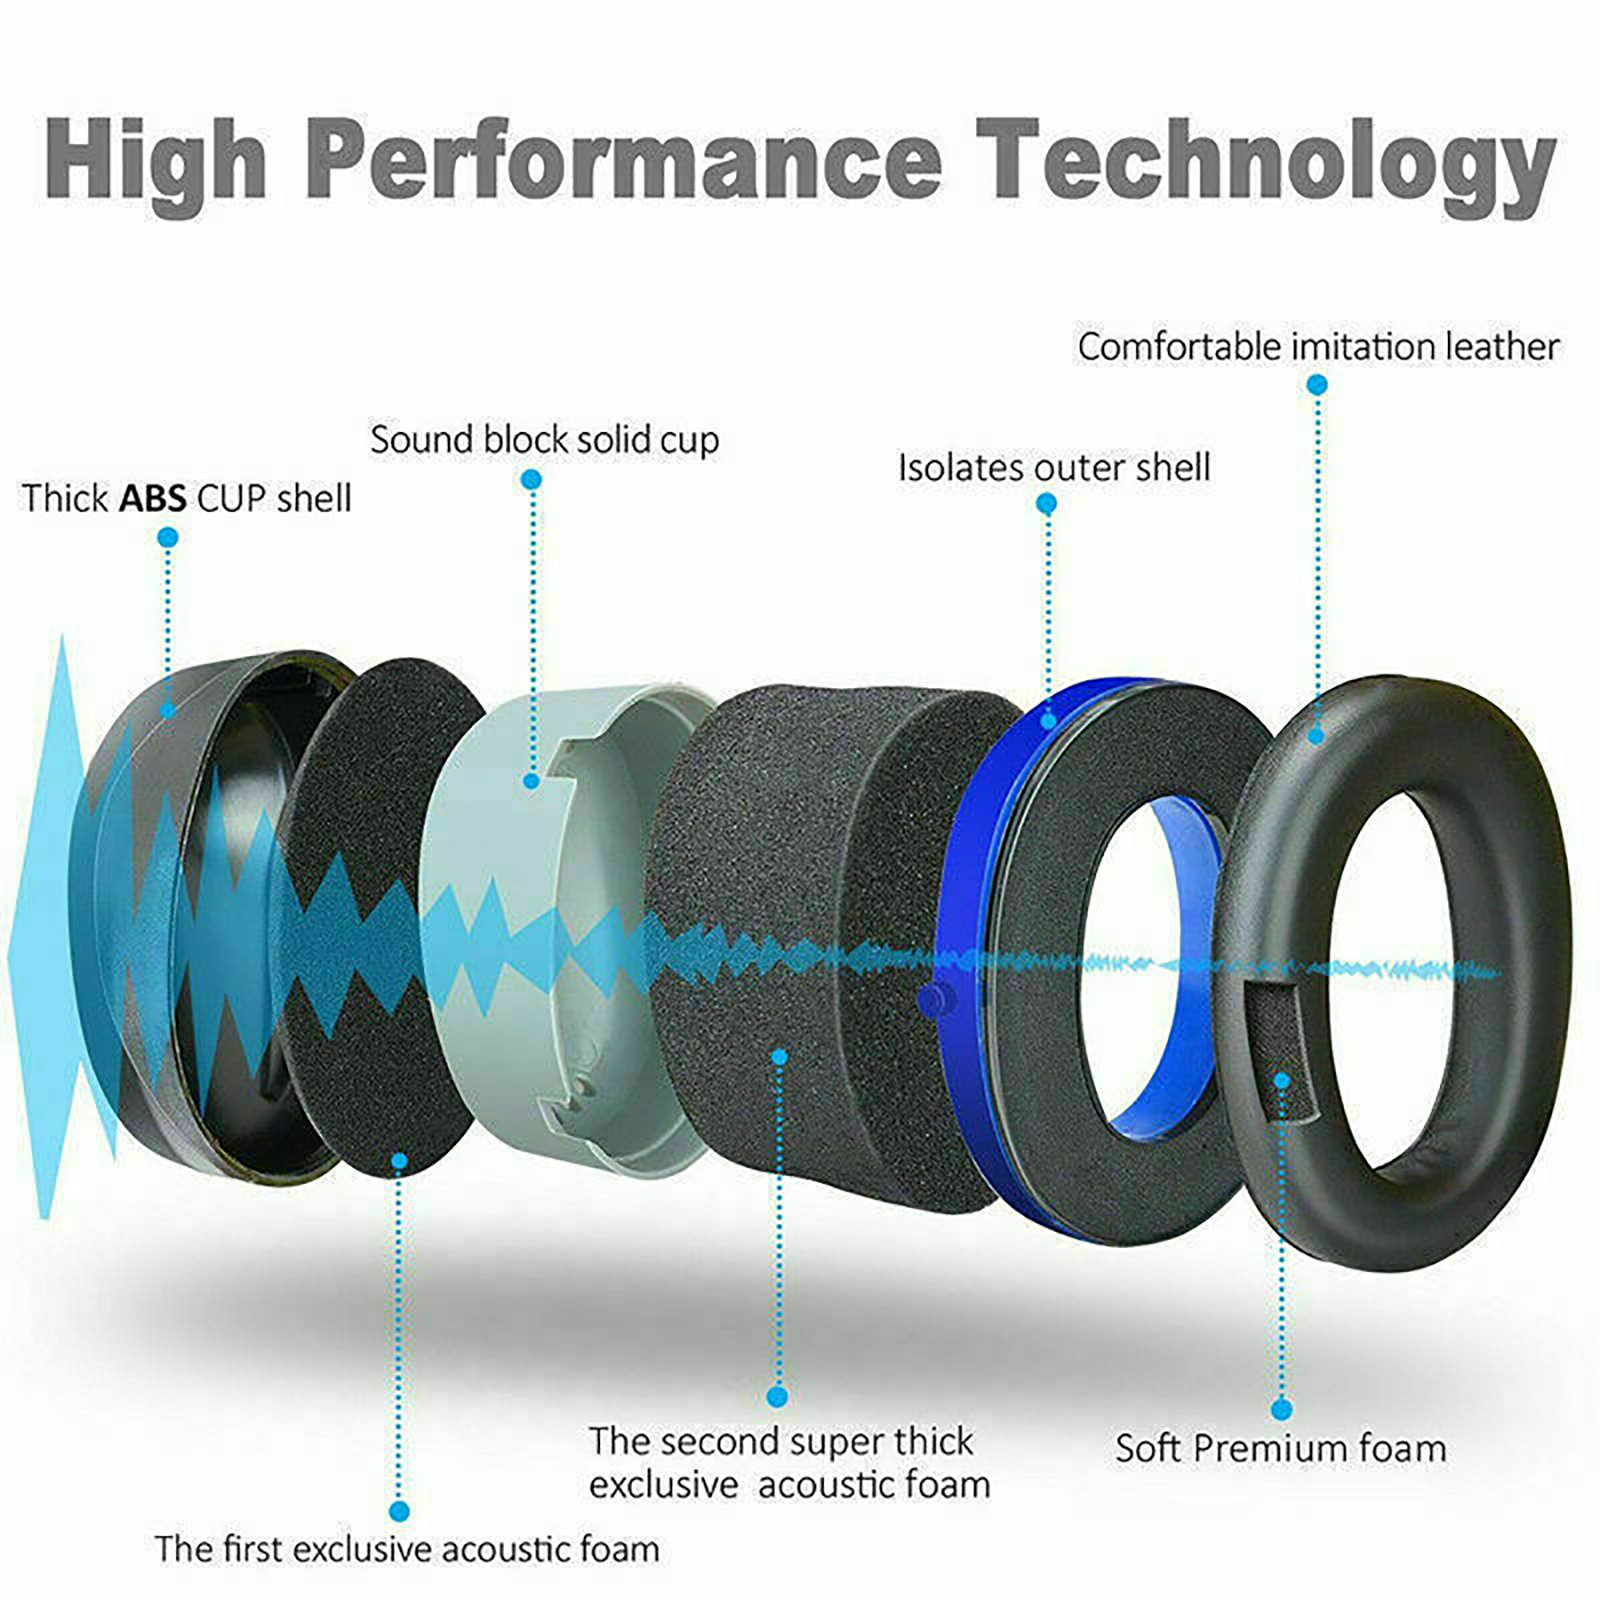 High Performance Technology
Comfortable imitation leather
Sound block solid cup
Isolates outer shell
Thick ABS CUP shell
The second super thick
exclusive acoustic foam
Soft Premium foam
The first exclusive acoustic foam